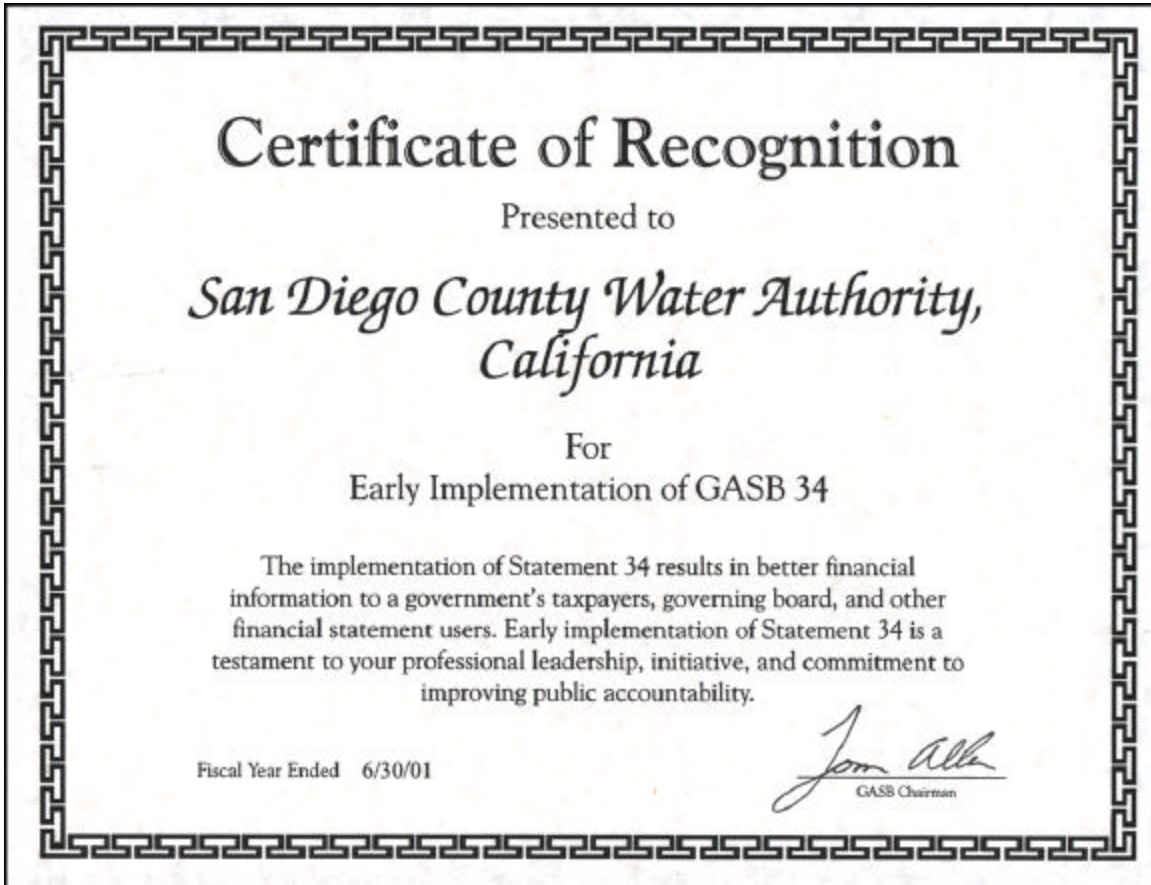 Certificate of Recognition
Presented to
San Diego County Water Authority,
California
For
Early Implementation of GASB 34
The implementation of Statement 34 results in better financial
information to a government's taxpayers, governing board, and other
financial statement users. Early implementation of Statement 34 is a
testament to your professional leadership, initiative, and commitment to
improving public accountability.
Fiscal Year Ended 6/30/01
Tom Allen
GASB Chairman